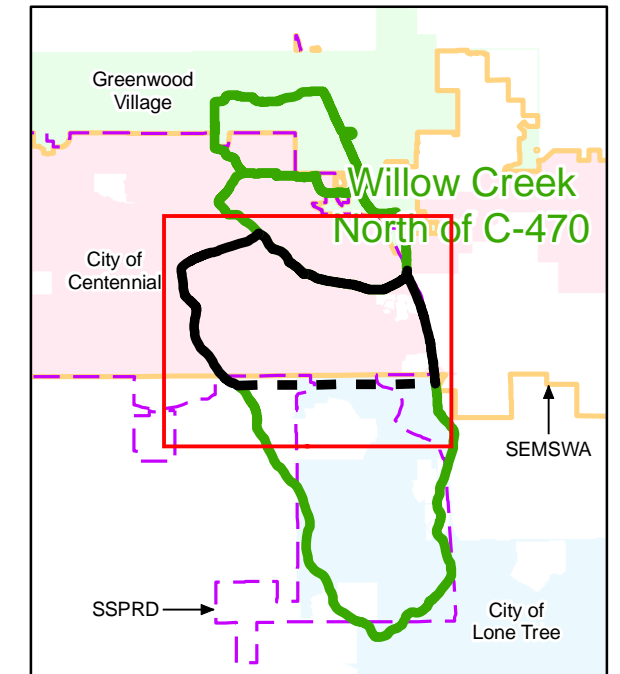 Greenwood
Village
Willow Creek
North of C-470
City of
Centennial
SEMSWA
SSPRD
City of
Lone Tree